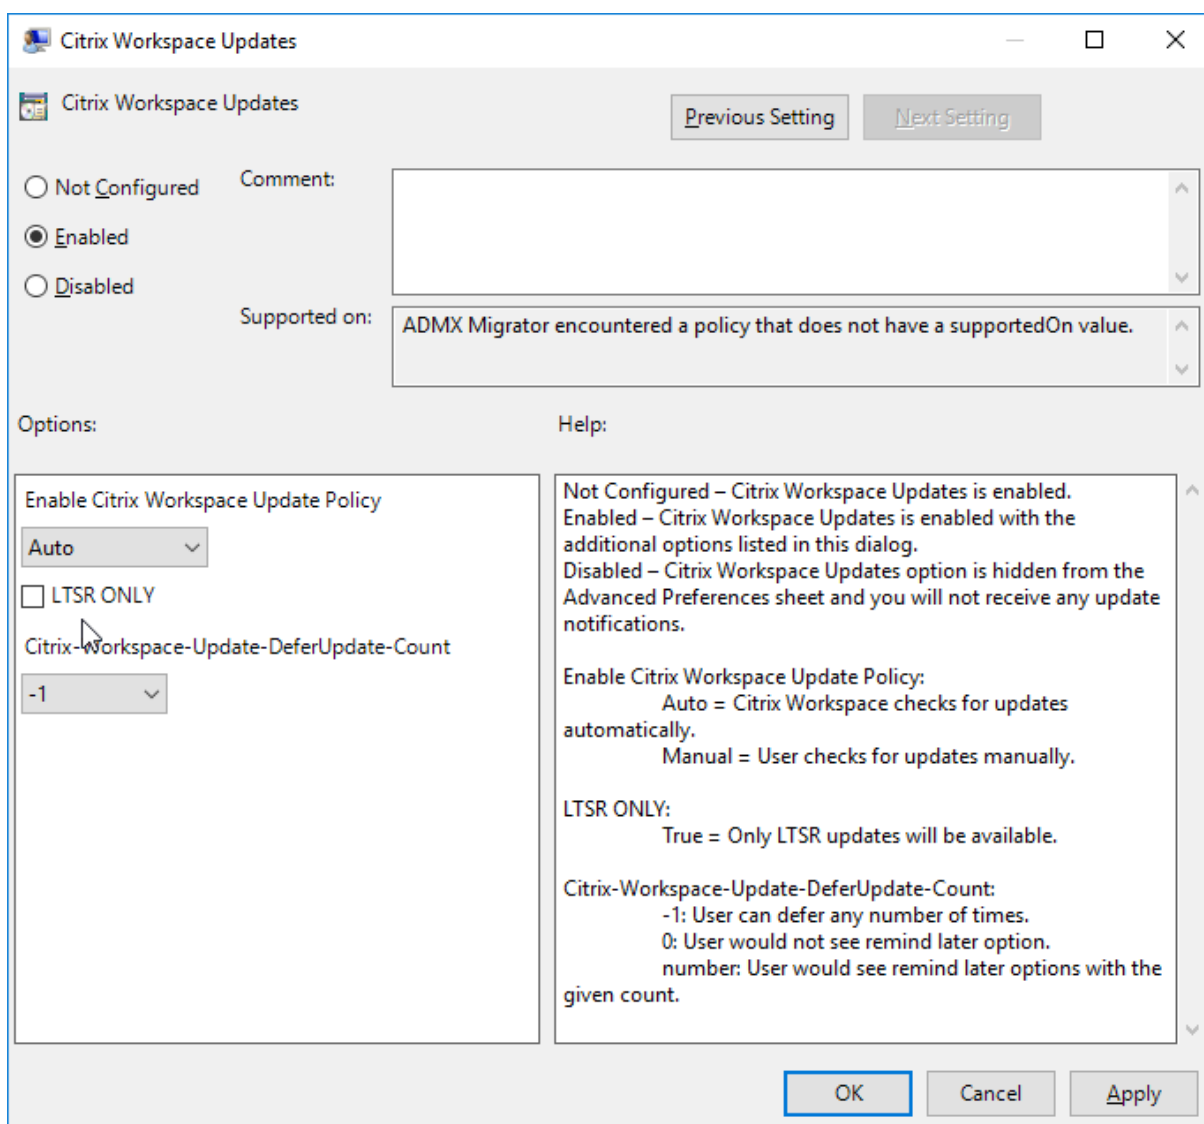 Citrix Workspace Updates
Citrix Workspace Updates
Previous Setting
Next Setting
Not Configured
Comment:
Enabled
Disabled
Supported on:
ADMX Migrator encountered a policy that does not have a supportedOn value.
Options:
Help:
Enable Citrix Workspace Update Policy
Auto
LTSR ONLY
Citrix-Workspace-Update-DeferUpdate-Count
-1
Not Configured – Citrix Workspace Updates is enabled.
Enabled – Citrix Workspace Updates is enabled with the
additional options listed in this dialog.
Disabled – Citrix Workspace Updates option is hidden from the
Advanced Preferences sheet and you will not receive any update
notifications.
Enable Citrix Workspace Update Policy:
Auto = Citrix Workspace checks for updates
automatically.
Manual = User checks for updates manually.
LTSR ONLY:
True = Only LTSR updates will be available.
Citrix-Workspace-Update-DeferUpdate-Count:
-1: User can defer any number of times.
0: User would not see remind later option.
number: User would see remind later options with the
given count.
OK
Cancel
Apply